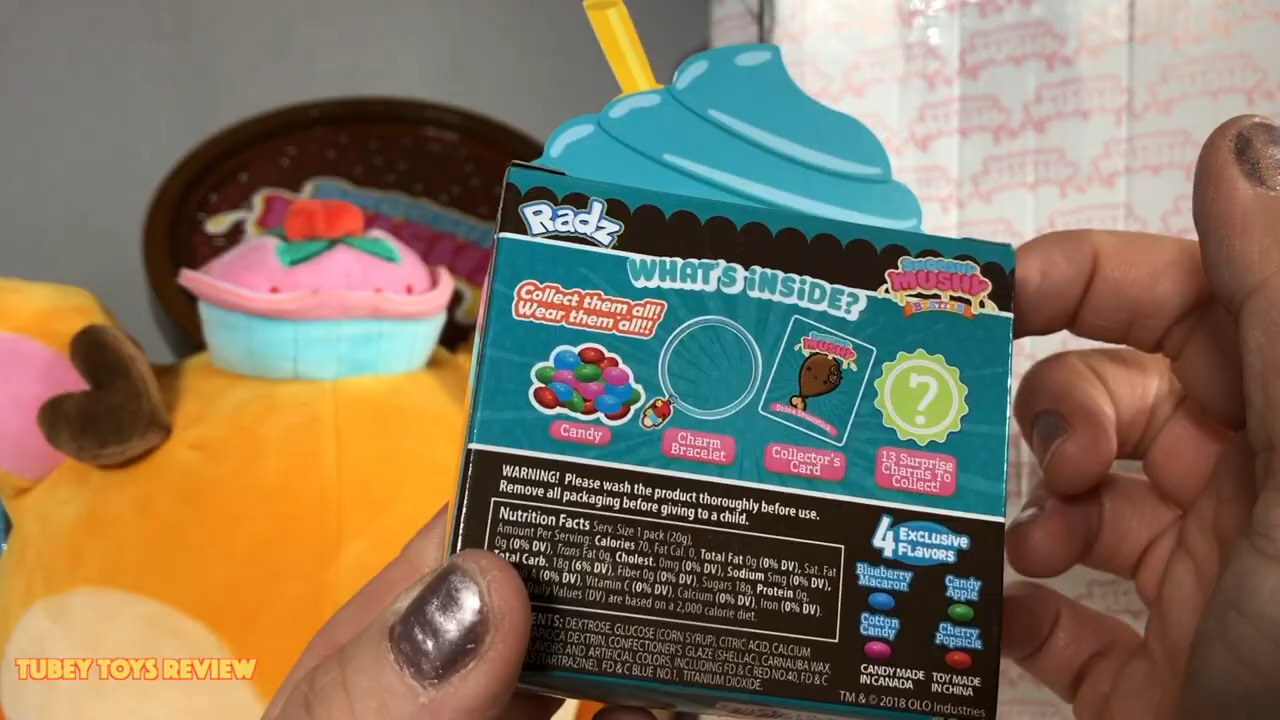 Radz
WHAT'S INSIDE?
SMOOSHY
MUSHY
BESTIES
Collect them all!
Wear them all!!
MUSHY
Drina Drumstick
?
Candy
Charm
Bracelet
Collector's
Card
13 Surprise
Charms To
Collect!
WARNING! Please wash the product thoroughly before use.
Remove all packaging before giving to a child.
Nutrition Facts Serv. Size 1 pack (20g),
Amount Per Serving: Calories 70, Fat Cal. 0, Total Fat 0g (0% DV), Sat. Fat
0g (0% DV), Trans Fat 0g, Cholest. 0mg (0% DV), Sodium 5mg (0% DV),
Total Carb. 18g (6% DV), Fiber 0g (0% DV), Sugars 18g, Protein 0g,
A (0% DV), Vitamin C (0% DV), Calcium (0% DV), Iron (0% DV).
Daily Values (DV) are based on a 2,000 calorie diet.
DEXTROSE, GLUCOSE (CORN SYRUP), CITRIC ACID, CALCIUM
DEXTRIN, CONFECTIONER'S GLAZE (SHELLAC), CARNAUBA WAX,
AND ARTIFICIAL COLORS, INCLUDING FD & C RED NO.40, FD & C
(TARTRAZINE), FD & C BLUE NO.1, TITANIUM DIOXIDE.
4 EXCLUSIVE
FLAVORS
Blueberry
Macaron
Candy
Apple
Cotton
Candy
Cherry
Popsicle
CANDY MADE
IN CANADA
TOY MADE
IN CHINA
TM & © 2018 OLO Industries
TUBEY TOYS REVIEW